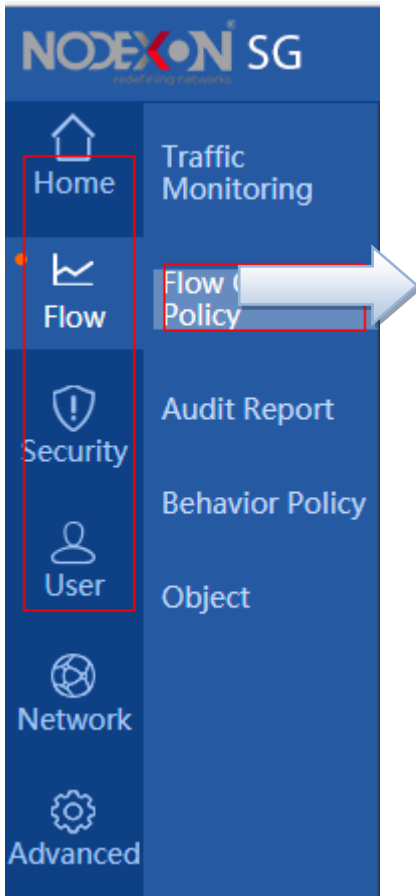 NODEXON SG
redefining networks
Home
Flow
Security
User
Network
Advanced
Traffic
Monitoring
Flow
Policy
Audit Report
Behavior Policy
Object